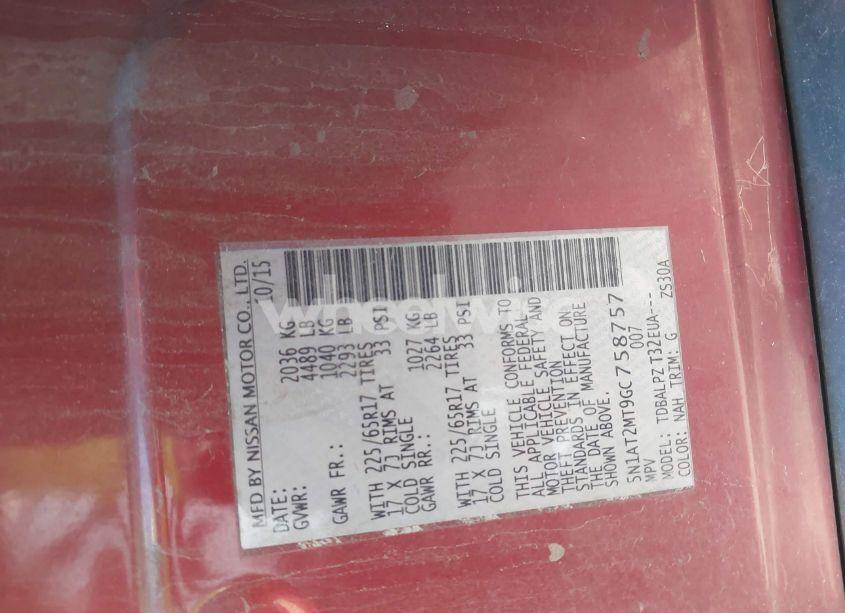 MFD BY NISSAN MOTOR CO., LTD.
DATE: 10/15
GVWR: 2036 KG
4489 LB
GAWR FR.: 1040 KG
2293 LB
WITH 225/65R17 TIRES
17 X 7J RIMS AT 33 PSI
COLD SINGLE
GAWR RR.: 1027 KG
2264 LB
WITH 225/65R17 TIRES
17 X 7J RIMS AT 33 PSI
COLD SINGLE
THIS VEHICLE CONFORMS TO
ALL APPLICABLE FEDERAL
MOTOR VEHICLE SAFETY AND
THEFT PREVENTION
STANDARDS IN EFFECT ON
THE DATE OF MANUFACTURE
SHOWN ABOVE.
5N1AT2MT9GC758757
MPV 007
MODEL: TDBALPZ T32EUA---
COLOR: NAH TRIM: G ZS30A